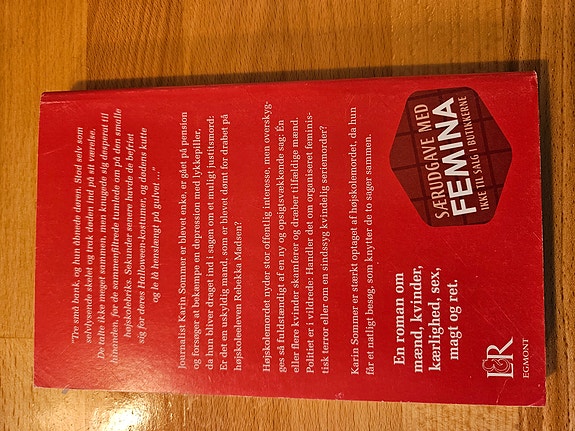 "Tre små bank, og hun åbnede døren. Blod selv som
selvlysende skelet og trak døden ind på sit værelse.
De talte ikke meget sammen, men knugede sig desperat til
hinanden, før de sammenfiltrede tumlede om på den smalle
højskolebriks. Sekunder senere havde de befriet
sig for deres Halloween-kostumer, og dødens kutte
og le lå henslængt på gulvet ..."
Journalist Karin Sommer er blevet enke, er gået på pension
og forsøger at bekæmpe en depression med lykkepiller,
da hun bliver draget ind i sagen om et muligt justitsmord:
Er det en uskyldig mand, som er blevet dømt for drabet på
højskoleeleven Rebekka Madsen?
Højskolemordet nyder stor offentlig interesse, men overskyg-
ges så fuldstændigt af en ny og opsigtsvækkende sag: Én
eller flere kvinder skamferer og dræber tilfældige mænd.
Politiet er i vildrede: Handler det om organiseret feminis-
tisk terror eller om en sindssyg kvindelig seriemorder?
Karin Sommer er stærkt optaget af højskolemordet, da hun
får et natligt besøg, som knytter de to sager sammen.
En roman om
mænd, kvinder,
kærlighed, sex,
magt og ret.
SÆRUDGAVE MED
FEMINA
IKKE TIL SALG I BUTIKKERNE
L&R
EGMONT